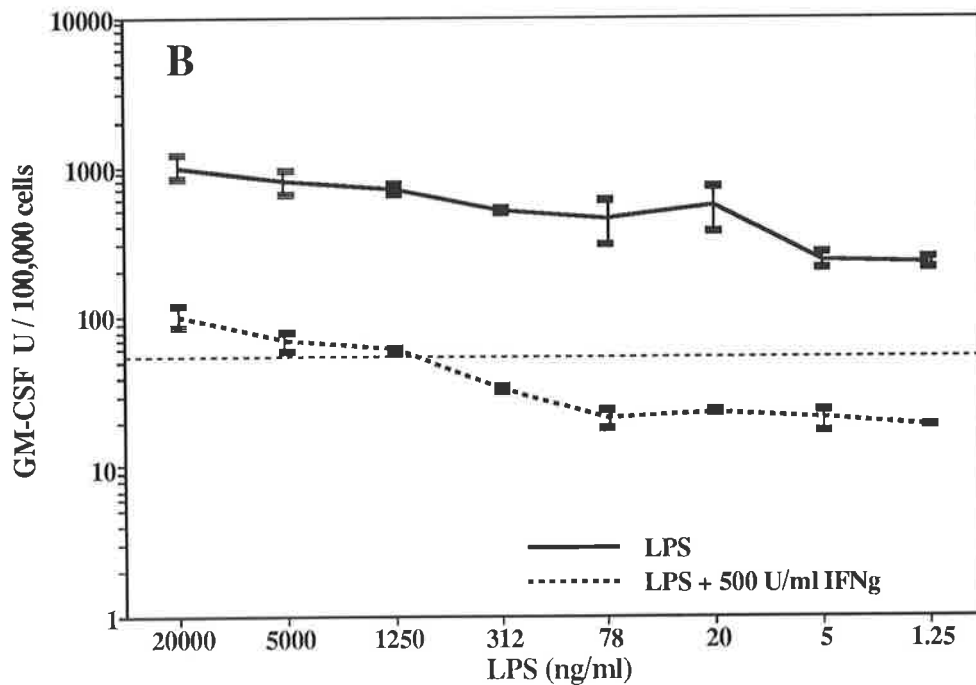 10000
B
1000
100
10
1
GM-CSF U / 100,000 cells
LPS
LPS + 500 U/ml IFNg
20000 5000 1250 312 78 20 5 1.25
LPS (ng/ml)